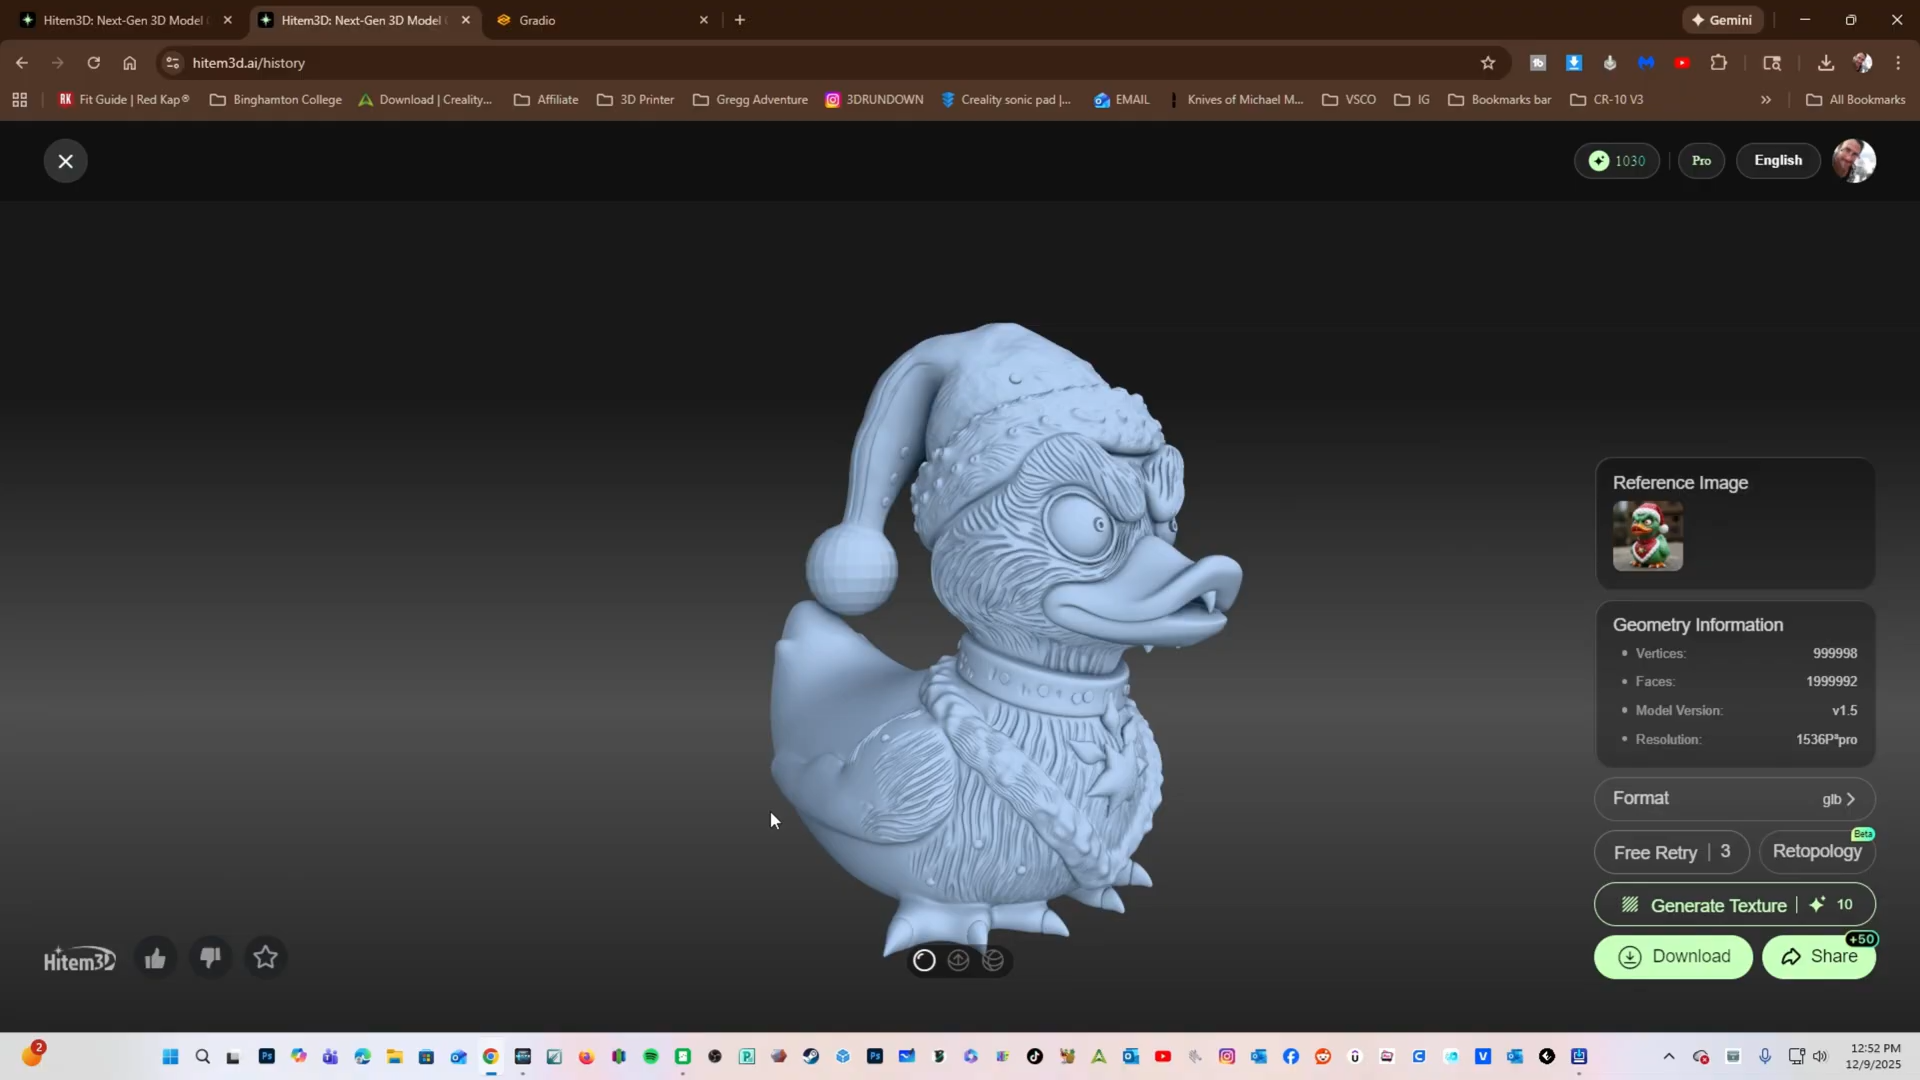 Hitem3D: Next-Gen 3D Model
Hitem3D: Next-Gen 3D Model
Gradio
Gemini
hitem3d.ai/history
Fit Guide | Red Kap®
Binghamton College
Download | Creality...
Affiliate
3D Printer
Gregg Adventure
3DRUNDOWN
Creality sonic pad |...
EMAIL
Knives of Michael M...
VSCO
IG
Bookmarks bar
CR-10 V3
All Bookmarks
1030
Pro
English
Reference Image
Geometry Information
Vertices: 999998
Faces: 1999992
Model Version: v1.5
Resolution: 1536P³pro
Format glb
Beta
Free Retry | 3
Retopology
Generate Texture | 10
+50
Download
Share
Hitem3D
2
12:52 PM
12/9/2025